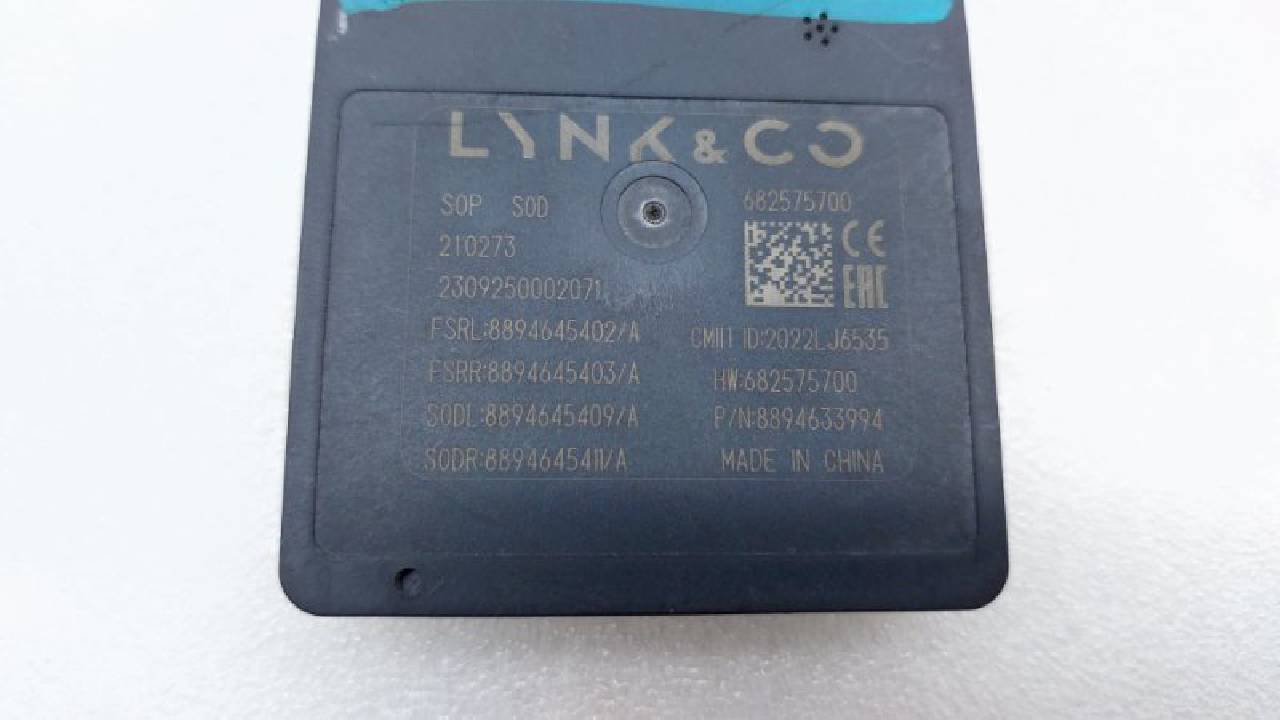 LYNK & CO
SOP SOD
682575700
210273
CE
2309250002071
EAC
FSRL:8894645402/A
CMIIT ID:2022LJ6535
FSRR:8894645403/A
HW:682575700
SODL:8894645409/A
P/N:8894633994
SODR:8894645411/A
MADE IN CHINA